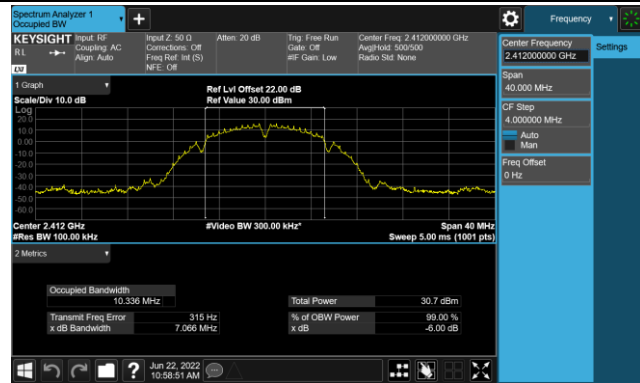 Spectrum Analyzer 1
Occupied BW
+
Frequency
KEYSIGHT
RL
LXI
Input: RF
Coupling: AC
Align: Auto
Input Z: 50 Ω
Corrections: Off
Freq Ref: Int (S)
NFE: Off
Atten: 20 dB
Trig: Free Run
Gate: Off
#IF Gain: Low
Center Freq: 2.412000000 GHz
Avg|Hold: 500/500
Radio Std: None
Center Frequency
2.412000000 GHz
Settings
Span
40.000 MHz
CF Step
4.000000 MHz
Auto
Man
Freq Offset
0 Hz
1 Graph
Scale/Div 10.0 dB
Ref Lvl Offset 22.00 dB
Ref Value 30.00 dBm
Log
20.0
10.0
0.00
-10.0
-20.0
-30.0
-40.0
-50.0
-60.0
Center 2.412 GHz
#Res BW 100.00 kHz
#Video BW 300.00 kHz*
Span 40 MHz
Sweep 5.00 ms (1001 pts)
2 Metrics
Occupied Bandwidth
10.336 MHz
Total Power 30.7 dBm
Transmit Freq Error 315 Hz
% of OBW Power 99.00 %
x dB Bandwidth 7.066 MHz
x dB -6.00 dB
?
Jun 22, 2022
10:58:51 AM